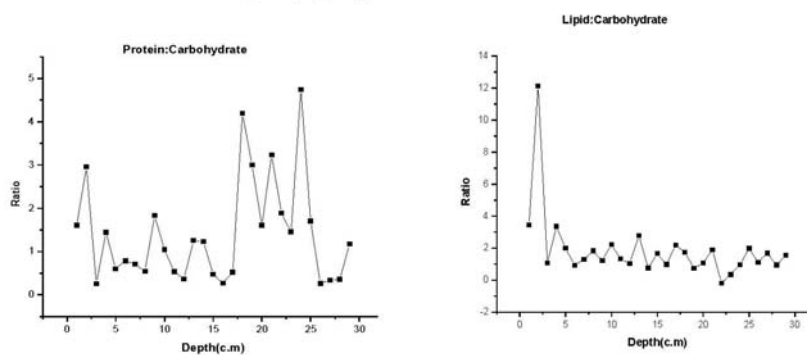 Protein:Carbohydrate
5
4
3
2
1
0
Ratio
0 5 10 15 20 25 30
Depth(c.m)
Lipid:Carbohydrate
14
12
10
8
6
4
2
0
-2
Ratio
0 5 10 15 20 25 30
Depth(c.m)